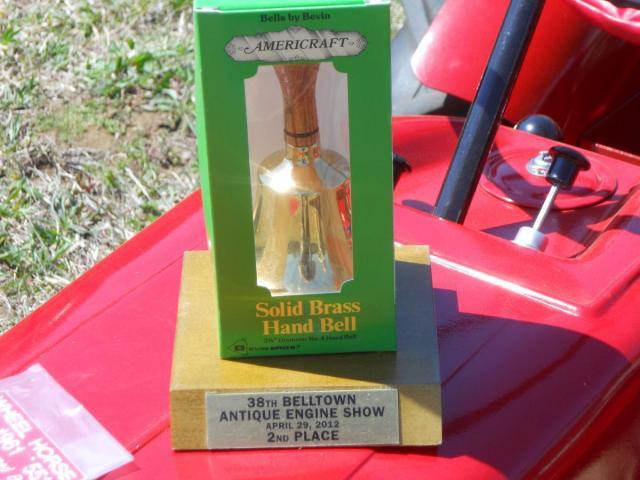 Bells by Bevin
AMERICRAFT
Solid Brass
Hand Bell
38TH BELLTOWN
ANTIQUE ENGINE SHOW
APRIL 29, 2012
2ND PLACE
WHEEL HORSE
1961